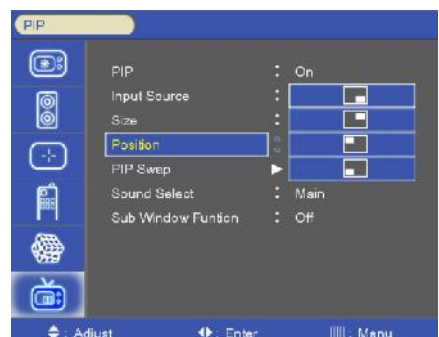 PIP
PIP : On
Input Source :
Size :
Position
PIP Swap
Sound Select : Main
Sub Window Funtion : Off
: Adjust : Enter : Menu